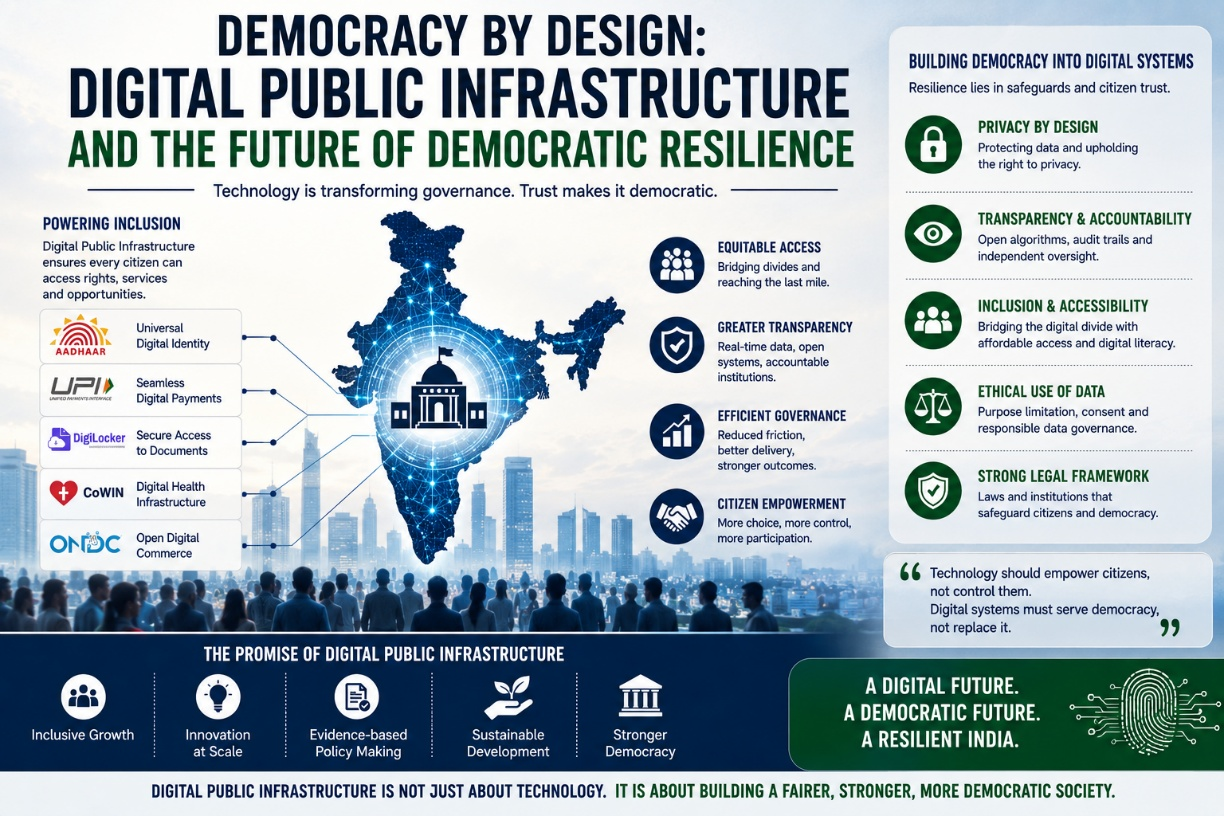 DEMOCRACY BY DESIGN:
DIGITAL PUBLIC INFRASTRUCTURE
AND THE FUTURE OF DEMOCRATIC RESILIENCE
Technology is transforming governance. Trust makes it democratic.
POWERING INCLUSION
Digital Public Infrastructure
ensures every citizen can
access rights, services
and opportunities.
AADHAAR
Universal
Digital Identity
UPI
UNIFIED PAYMENTS INTERFACE
Seamless
Digital Payments
DigiLocker
Secure Access
to Documents
CoWIN
Digital Health
Infrastructure
ONDC
Open Digital
Commerce
EQUITABLE ACCESS
Bridging divides and
reaching the last mile.
GREATER TRANSPARENCY
Real-time data, open
systems, accountable
institutions.
EFFICIENT GOVERNANCE
Reduced friction,
better delivery,
stronger outcomes.
CITIZEN EMPOWERMENT
More choice, more control,
more participation.
BUILDING DEMOCRACY INTO DIGITAL SYSTEMS
Resilience lies in safeguards and citizen trust.
PRIVACY BY DESIGN
Protecting data and upholding
the right to privacy.
TRANSPARENCY & ACCOUNTABILITY
Open algorithms, audit trails and
independent oversight.
INCLUSION & ACCESSIBILITY
Bridging the digital divide with
affordable access and digital literacy.
ETHICAL USE OF DATA
Purpose limitation, consent and
responsible data governance.
STRONG LEGAL FRAMEWORK
Laws and institutions that
safeguard citizens and democracy.
“ Technology should empower citizens,
not control them.
Digital systems must serve democracy,
not replace it. ”
THE PROMISE OF DIGITAL PUBLIC INFRASTRUCTURE
Inclusive Growth
Innovation
at Scale
Evidence-based
Policy Making
Sustainable
Development
Stronger
Democracy
A DIGITAL FUTURE.
A DEMOCRATIC FUTURE.
A RESILIENT INDIA.
DIGITAL PUBLIC INFRASTRUCTURE IS NOT JUST ABOUT TECHNOLOGY. IT IS ABOUT BUILDING A FAIRER, STRONGER, MORE DEMOCRATIC SOCIETY.